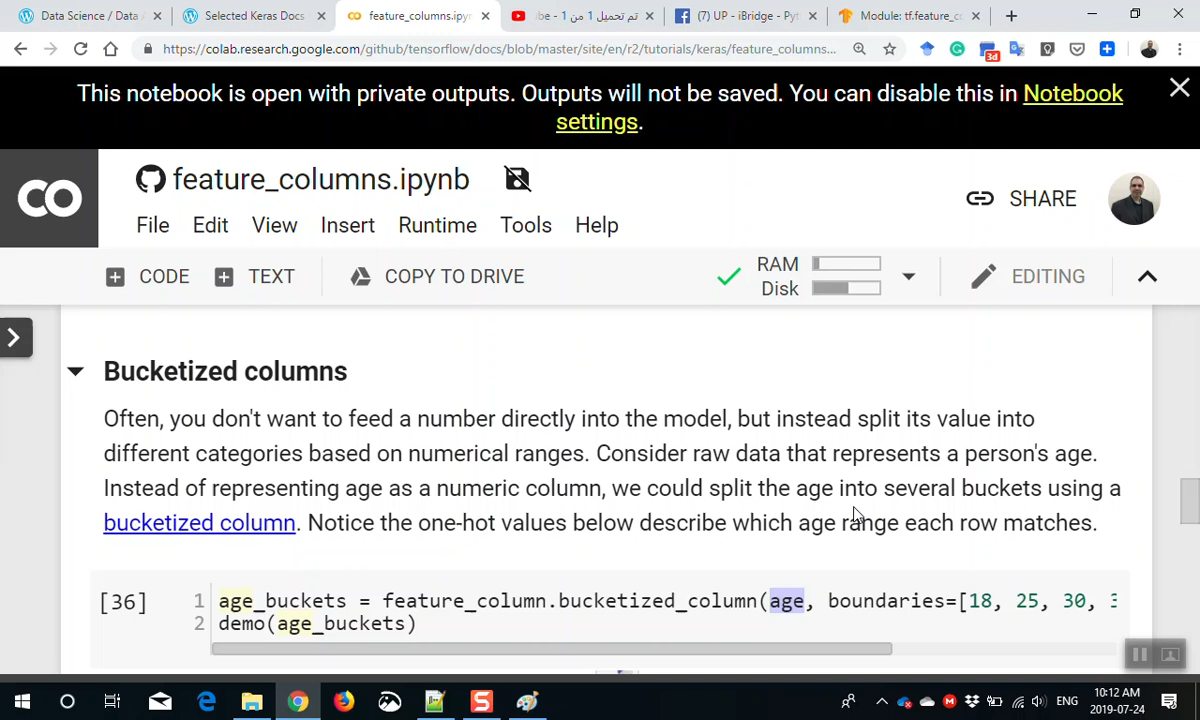 Data Science / Data
Selected Keras Docs
feature_columns.ipyn
تم تحميل 1 من 1 - be
(7) UP - iBridge - Pyt
Module: tf.feature_c
https://colab.research.google.com/github/tensorflow/docs/blob/master/site/en/r2/tutorials/keras/feature_columns...
3d
This notebook is open with private outputs. Outputs will not be saved. You can disable this in Notebook
settings.
CO
feature_columns.ipynb
SHARE
File Edit View Insert Runtime Tools Help
CODE TEXT COPY TO DRIVE
RAM
Disk
EDITING
Bucketized columns
Often, you don't want to feed a number directly into the model, but instead split its value into
different categories based on numerical ranges. Consider raw data that represents a person's age.
Instead of representing age as a numeric column, we could split the age into several buckets using a
bucketized column. Notice the one-hot values below describe which age range each row matches.
[36]
1 age_buckets = feature_column.bucketized_column(age, boundaries=[18, 25, 30, 3
2 demo(age_buckets)
ENG
10:12 AM
2019-07-24